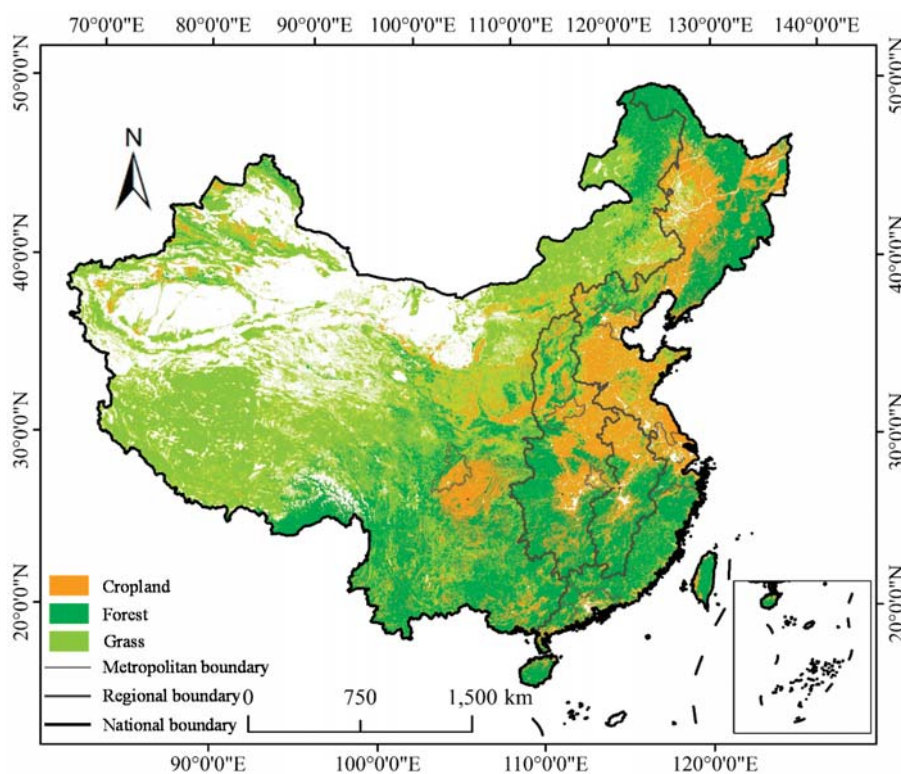 70°0'0"E 80°0'0"E 90°0'0"E 100°0'0"E 110°0'0"E 120°0'0"E 130°0'0"E 140°0'0"E
50°0'0"N 50°0'0"N
N
40°0'0"N 40°0'0"N
30°0'0"N 30°0'0"N
20°0'0"N 20°0'0"N
Cropland
Forest
Grass
Metropolitan boundary
Regional boundary 0 750 1,500 km
National boundary
90°0'0"E 100°0'0"E 110°0'0"E 120°0'0"E